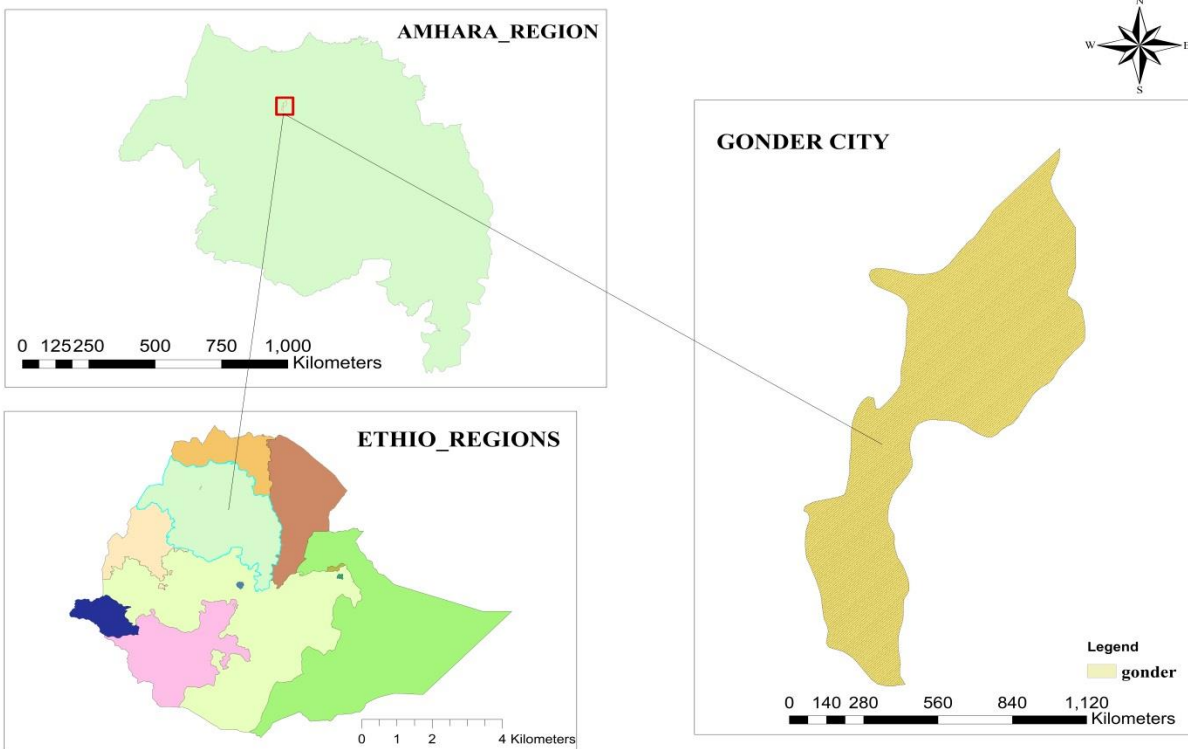 AMHARA_REGION
0 125 250 500 750 1,000
Kilometers
N
W E
S
GONDER CITY
Legend
gonder
0 140 280 560 840 1,120
Kilometers
ETHIO_REGIONS
0 1 2 4 Kilometers